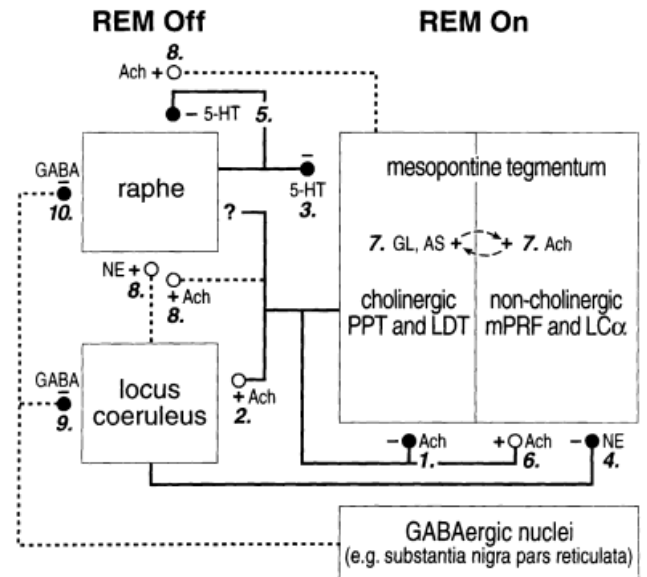 REM Off
REM On
8.
Ach +
– 5-HT 5.
GABA
–
10.
raphe
–
5-HT
3.
?
mesopontine tegmentum
7. GL, AS + + 7. Ach
NE +
8.
+ Ach
8.
cholinergic
PPT and LDT
non-cholinergic
mPRF and LCα
GABA
–
9.
locus
coeruleus
+ Ach
2.
– Ach
1.
+ Ach
6.
– NE
4.
GABAergic nuclei
(e.g. substantia nigra pars reticulata)